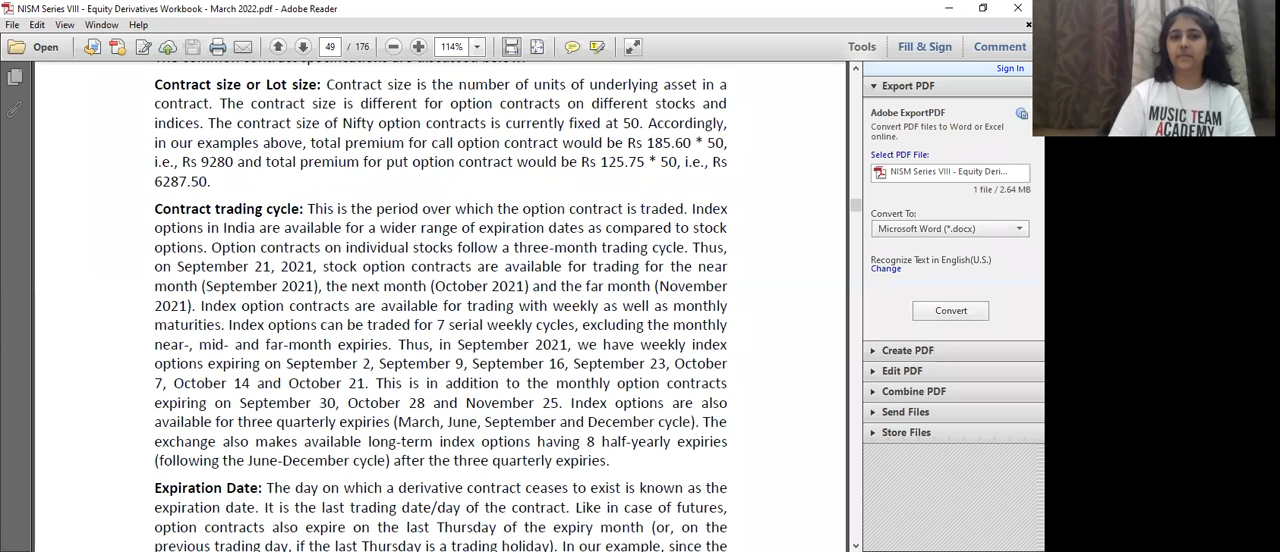 NISM Series VIII - Equity Derivatives Workbook - March 2022.pdf - Adobe Reader
File Edit View Window Help
Open 49 / 176 114% Tools Fill & Sign Comment
Contract size or Lot size: Contract size is the number of units of underlying asset in a
contract. The contract size is different for option contracts on different stocks and
indices. The contract size of Nifty option contracts is currently fixed at 50. Accordingly,
in our examples above, total premium for call option contract would be Rs 185.60 * 50,
i.e., Rs 9280 and total premium for put option contract would be Rs 125.75 * 50, i.e., Rs
6287.50.
Contract trading cycle: This is the period over which the option contract is traded. Index
options in India are available for a wider range of expiration dates as compared to stock
options. Option contracts on individual stocks follow a three-month trading cycle. Thus,
on September 21, 2021, stock option contracts are available for trading for the near
month (September 2021), the next month (October 2021) and the far month (November
2021). Index option contracts are available for trading with weekly as well as monthly
maturities. Index options can be traded for 7 serial weekly cycles, excluding the monthly
near-, mid- and far-month expiries. Thus, in September 2021, we have weekly index
options expiring on September 2, September 9, September 16, September 23, October
7, October 14 and October 21. This is in addition to the monthly option contracts
expiring on September 30, October 28 and November 25. Index options are also
available for three quarterly expiries (March, June, September and December cycle). The
exchange also makes available long-term index options having 8 half-yearly expiries
(following the June-December cycle) after the three quarterly expiries.
Expiration Date: The day on which a derivative contract ceases to exist is known as the
expiration date. It is the last trading date/day of the contract. Like in case of futures,
option contracts also expire on the last Thursday of the expiry month (or, on the
previous trading day, if the last Thursday is a trading holiday). In our example, since the
Sign In
Export PDF
Adobe ExportPDF
Convert PDF files to Word or Excel
online.
Select PDF File:
NISM Series VIII - Equity Deri...
1 file / 2.64 MB
Convert To:
Microsoft Word (*.docx)
Recognize Text in English(U.S.)
Change
Convert
Create PDF
Edit PDF
Combine PDF
Send Files
Store Files
MUSIC TEAM
ACADEMY